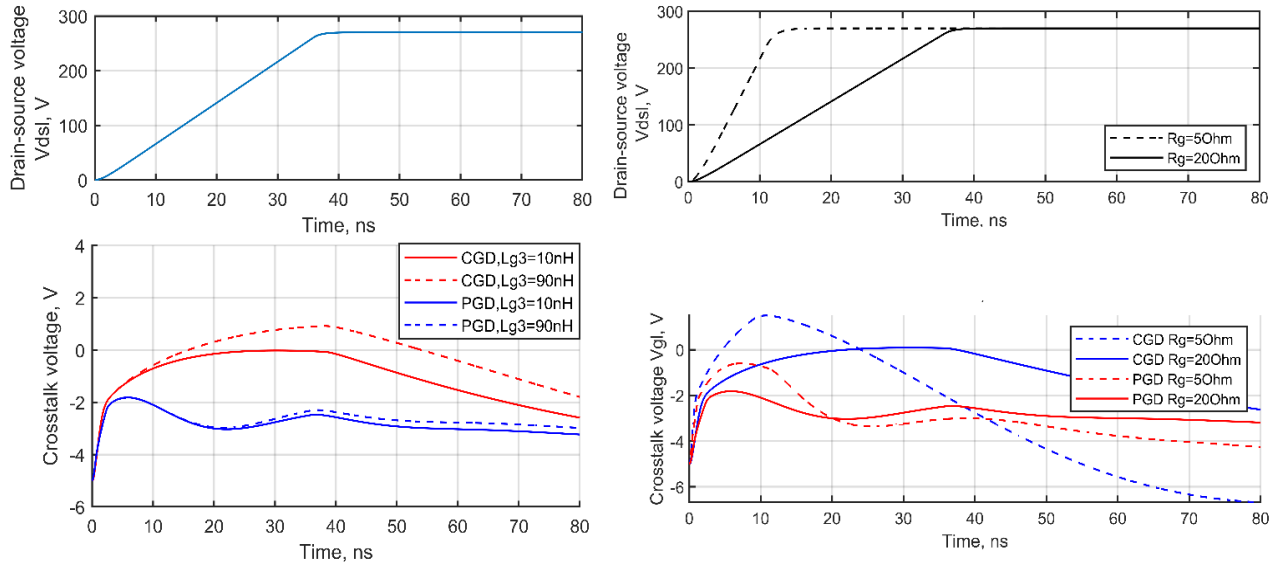 300
200
100
0
Drain-source voltage
Vdsl, V
0 10 20 30 40 50 60 70 80
Time, ns
300
200
100
0
Drain-source voltage
Vdsl, V
Rg=5Ohm
Rg=20Ohm
0 10 20 30 40 50 60 70 80
Time, ns
4
2
0
-2
-4
-6
Crosstalk voltage, V
CGD,Lg3=10nH
CGD,Lg3=90nH
PGD,Lg3=10nH
PGD,Lg3=90nH
0 10 20 30 40 50 60 70 80
Time, ns
0
-2
-4
-6
Crosstalk voltage Vgl, V
CGD Rg=5Ohm
CGD Rg=20Ohm
PGD Rg=5Ohm
PGD Rg=20Ohm
0 10 20 30 40 50 60 70 80
Time, ns